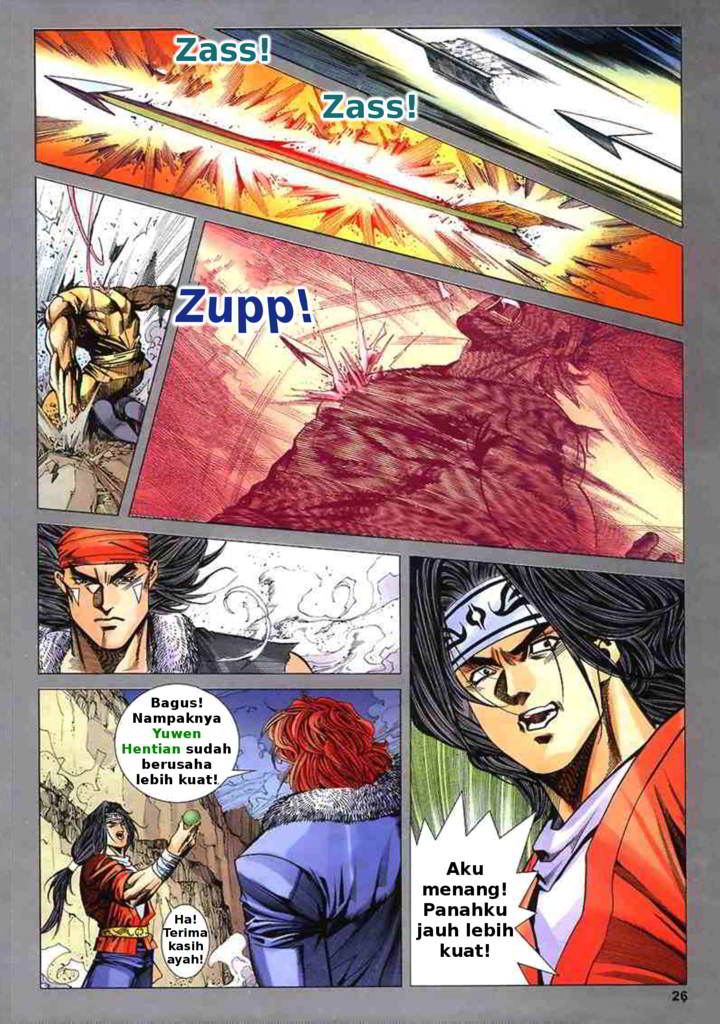 Zass!
Zass!
Zupp!
Bagus!
Nampaknya
Yuwen
Hentian sudah
berusaha
lebih kuat!
Ha!
Terima
kasih
ayah!
Aku
menang!
Panahku
jauh lebih
kuat!
26